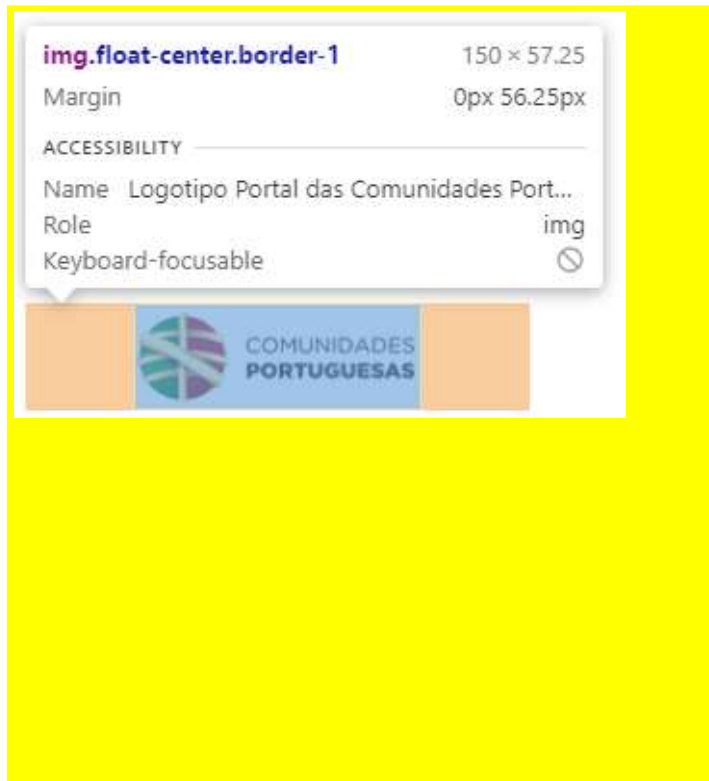 img.float-center.border-1 150 × 57.25
Margin 0px 56.25px
ACCESSIBILITY
Name Logotipo Portal das Comunidades Port...
Role img
Keyboard-focusable
COMUNIDADES
PORTUGUESAS